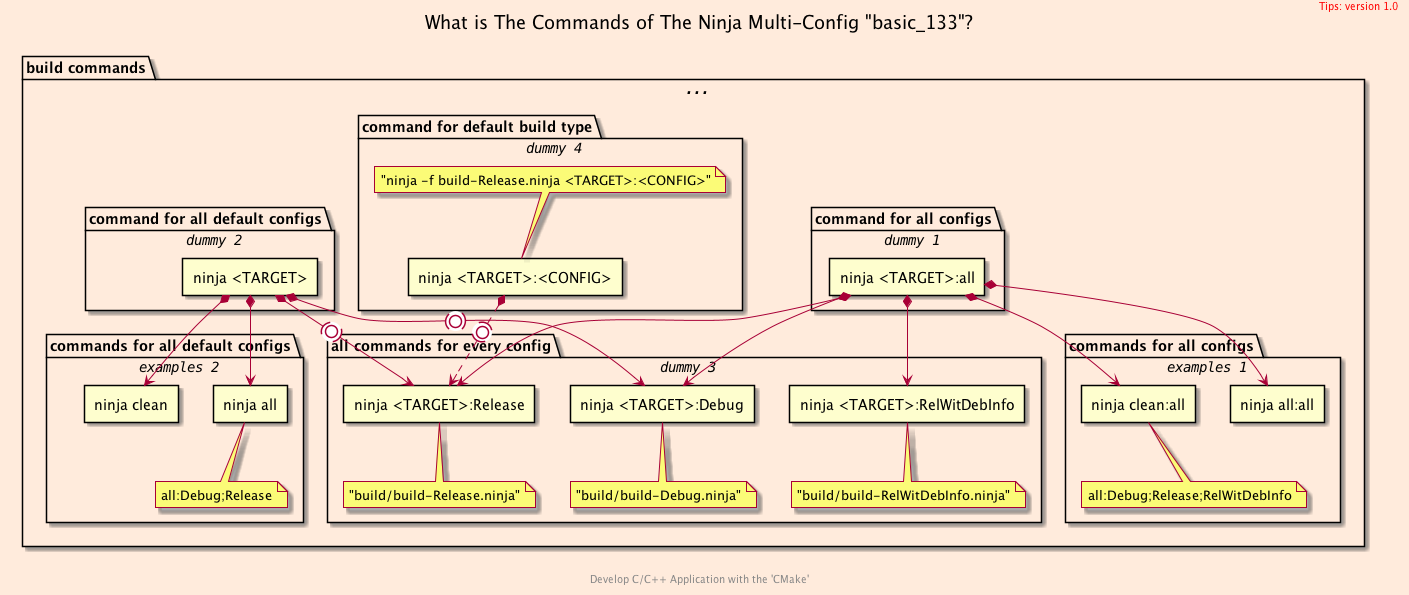 Tips: version 1.0
What is The Commands of The Ninja Multi-Config "basic_133"?
build commands
...
command for default build type
dummy 4
"ninja -f build-Release.ninja <TARGET>:<CONFIG>"
command for all default configs
dummy 2
command for all configs
dummy 1
ninja <TARGET>
ninja <TARGET>:<CONFIG>
ninja <TARGET>:all
commands for all default configs
examples 2
all commands for every config
dummy 3
commands for all configs
examples 1
ninja clean
ninja all
ninja <TARGET>:Release
ninja <TARGET>:Debug
ninja <TARGET>:RelWitDebInfo
ninja clean:all
ninja all:all
all:Debug;Release
"build/build-Release.ninja"
"build/build-Debug.ninja"
"build/build-RelWitDebInfo.ninja"
all:Debug;Release;RelWitDebInfo
Develop C/C++ Application with the 'CMake'